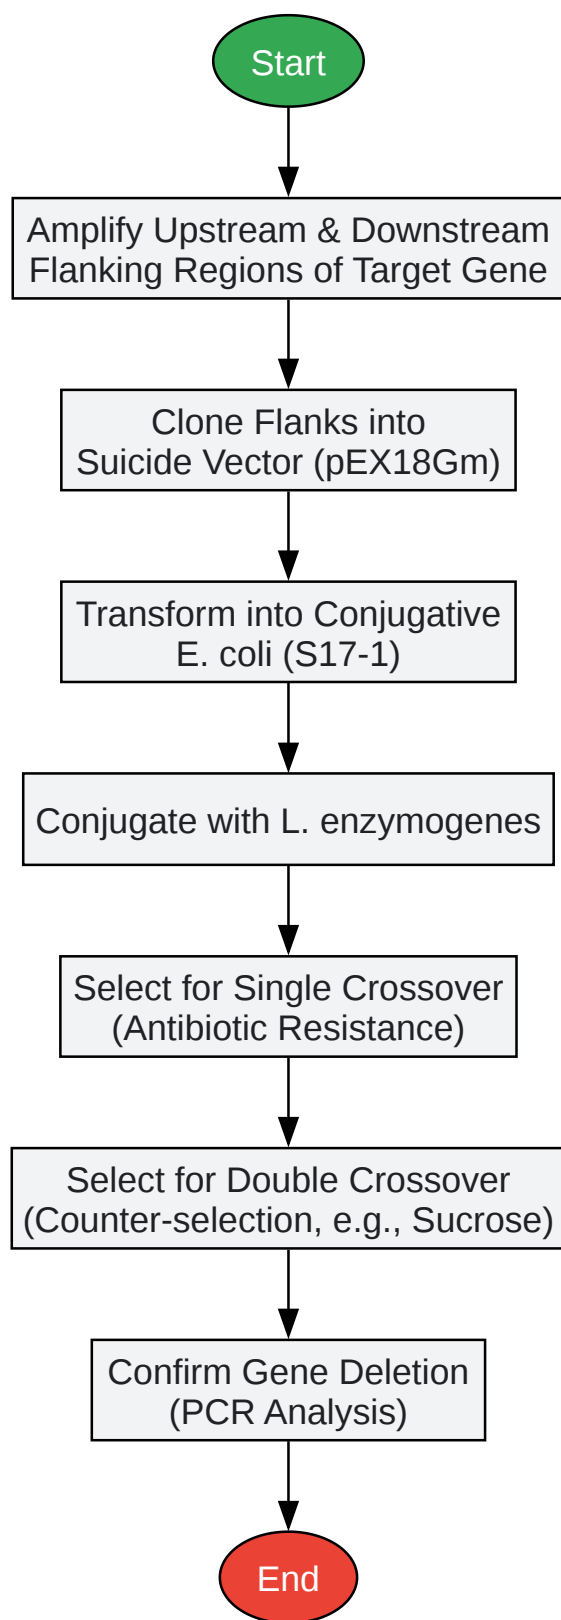 Start
Amplify Upstream & Downstream
Flanking Regions of Target Gene
Clone Flanks into
Suicide Vector (pEX18Gm)
Transform into Conjugative
E. coli (S17-1)
Conjugate with L. enzymogenes
Select for Single Crossover
(Antibiotic Resistance)
Select for Double Crossover
(Counter-selection, e.g., Sucrose)
Confirm Gene Deletion
(PCR Analysis)
End